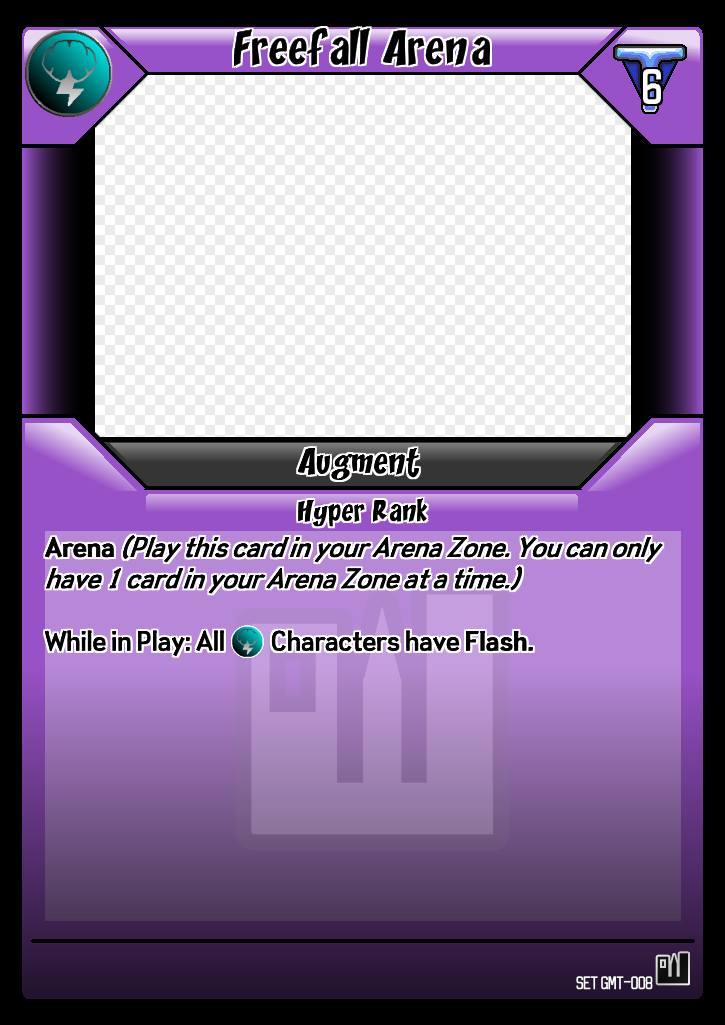 Freefall Arena
6
Augment
Hyper Rank
Arena (Play this card in your Arena Zone. You can only
have 1 card in your Arena Zone at a time.)
While in Play: All Characters have Flash.
SET GMT-008